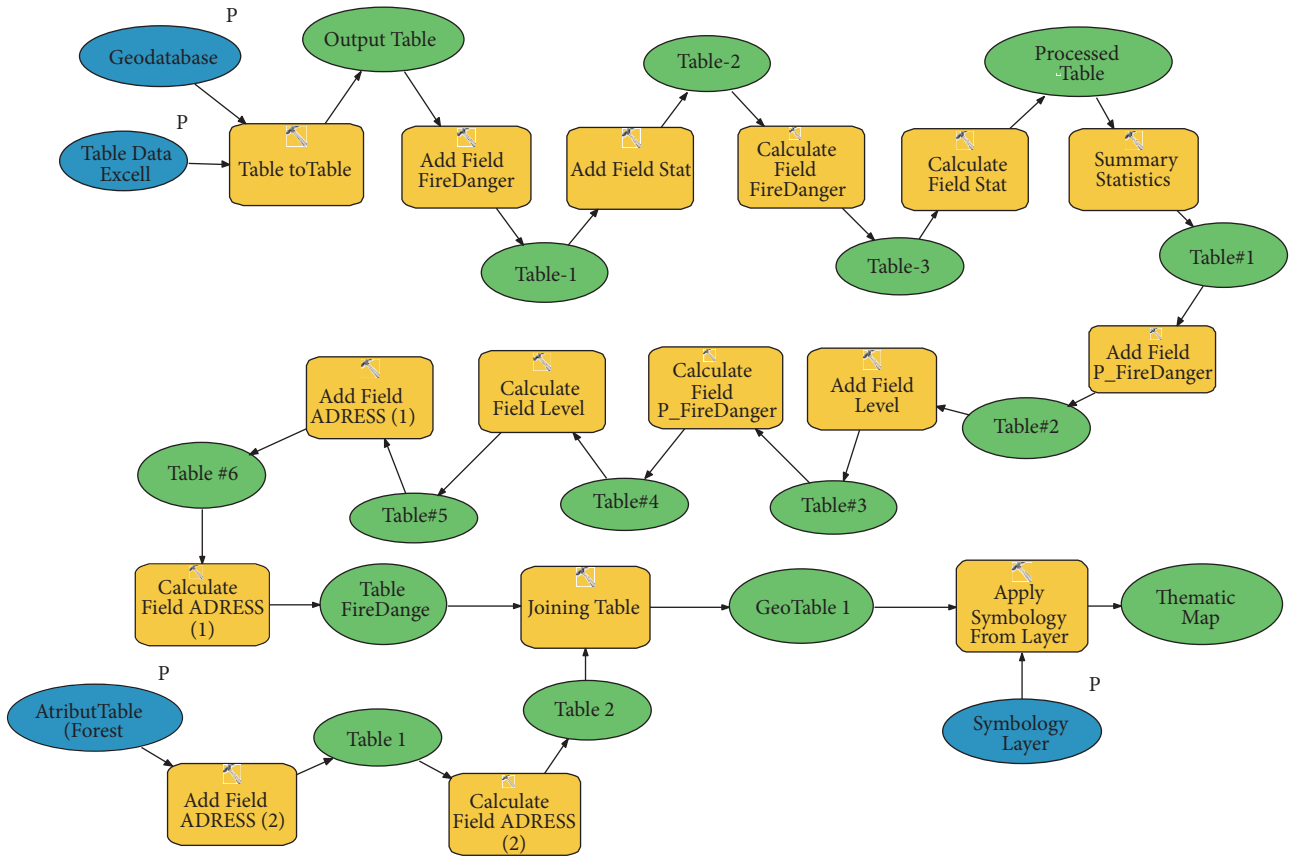 P
Geodatabase
P
Table Data
Excell
Table toTable
Output Table
Add Field
FireDanger
Table-1
Add Field Stat
Table-2
Calculate
Field
FireDanger
Table-3
Calculate
Field Stat
Processed
Table
Summary
Statistics
Table#1
Add Field
P_FireDanger
Table#2
Add Field
Level
Table#3
Calculate
Field
P_FireDanger
Table#4
Calculate
Field Level
Table#5
Add Field
ADRESS (1)
Table #6
Calculate
Field ADRESS
(1)
Table
FireDange
Joining Table
GeoTable 1
Apply
Symbology
From Layer
Thematic
Map
P
Symbology
Layer
P
AtributTable
(Forest
Add Field
ADRESS (2)
Table 1
Calculate
Field ADRESS
(2)
Table 2